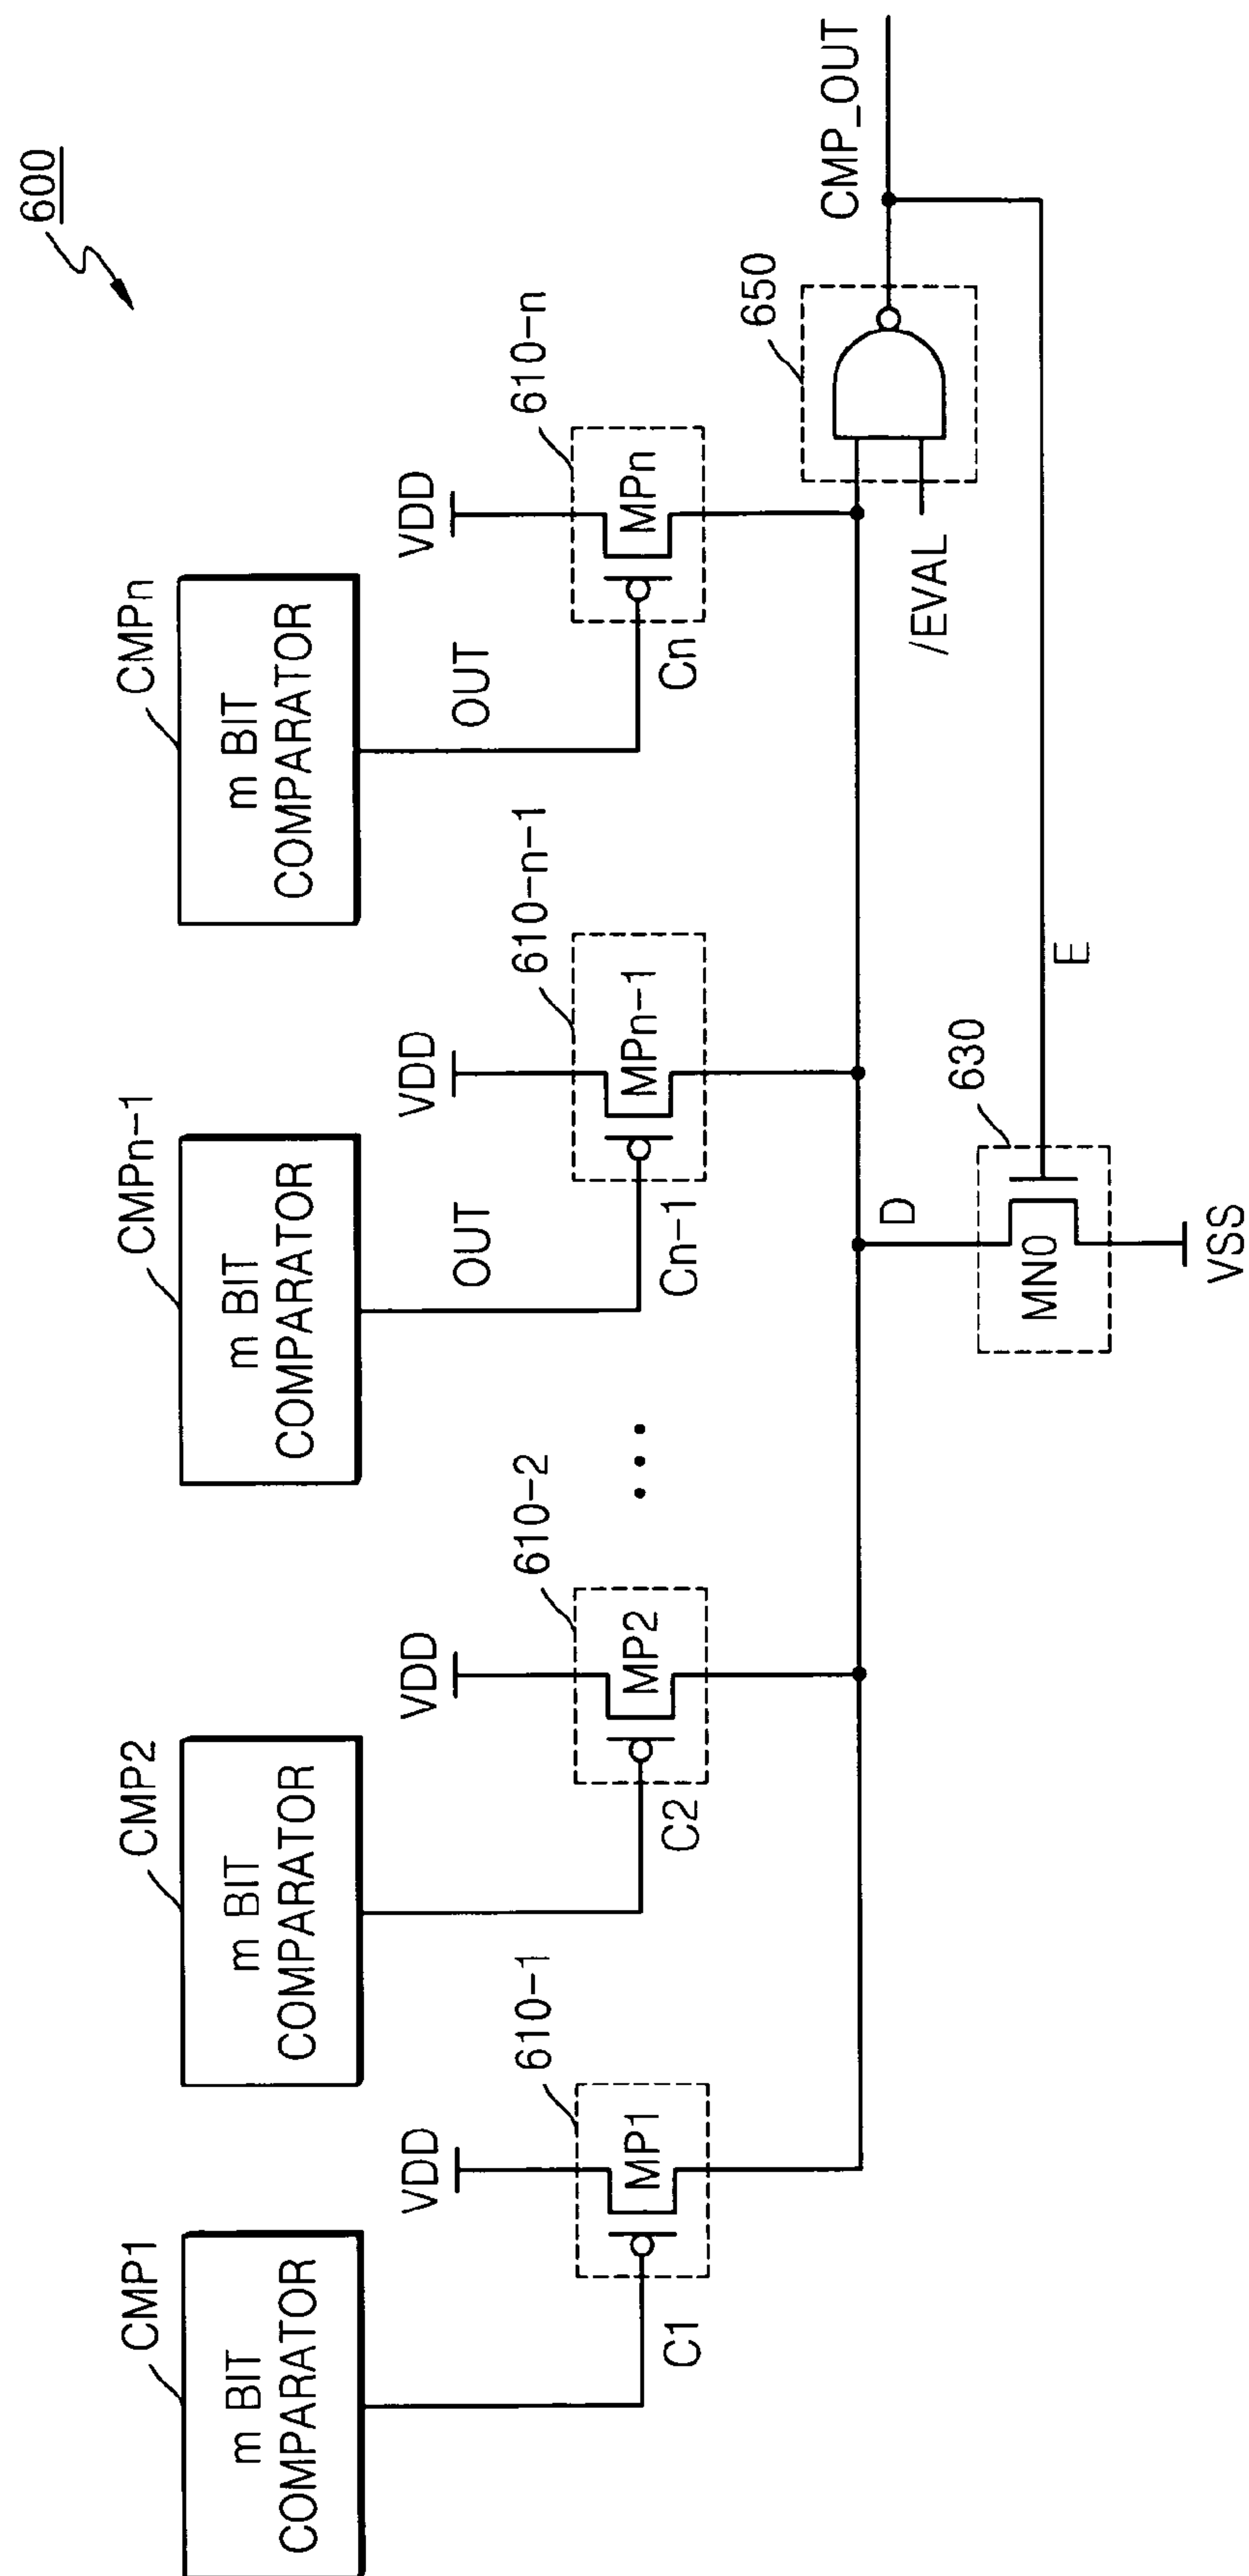 600
CMP1
m BIT
COMPARATOR
CMP2
m BIT
COMPARATOR
CMPn-1
m BIT
COMPARATOR
CMPn
m BIT
COMPARATOR
OUT
OUT
VDD
VDD
VDD
VDD
610-1
610-2
610-n-1
610-n
MP1
MP2
MPn-1
MPn
C1
C2
...
Cn-1
Cn
650
CMP_OUT
/EVAL
D
630
E
MN0
VSS